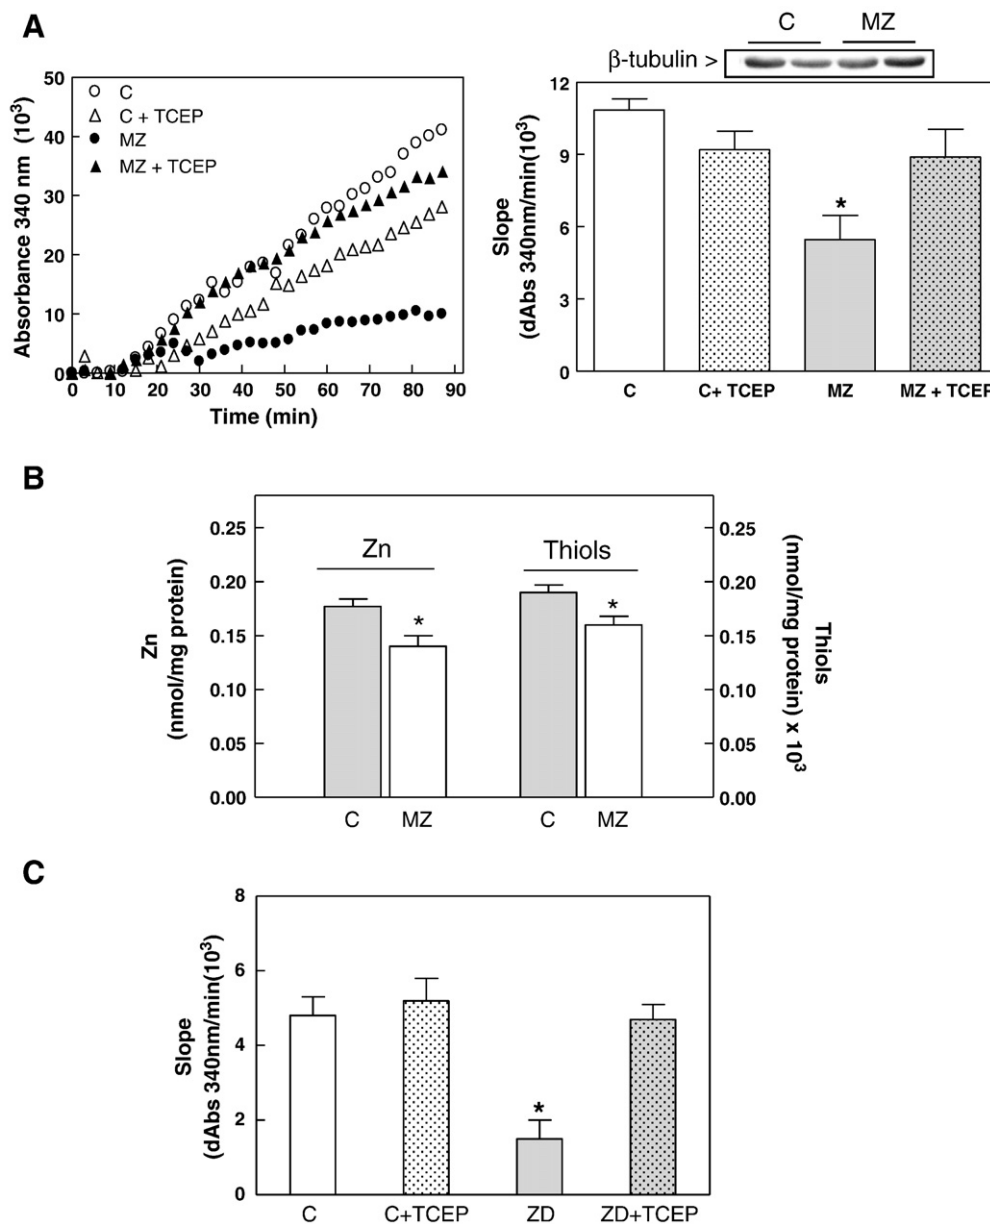 A
C MZ
β-tubulin >
Absorbance 340 nm (10³)
50
40
30
20
10
0
C
C + TCEP
MZ
MZ + TCEP
0 10 20 30 40 50 60 70 80 90
Time (min)
Slope
(dAbs 340nm/min(10³)
12
9
6
3
0
*
C C+ TCEP MZ MZ + TCEP
B
Zn
(nmol/mg protein)
0.25
0.20
0.15
0.10
0.05
0.00
Zn Thiols
* *
C MZ C MZ
0.25
0.20
0.15
0.10
0.05
0.00
Thiols
(nmol/mg protein) x 10³
C
Slope
(dAbs 340nm/min(10³)
8
6
4
2
0
*
C C+TCEP ZD ZD+TCEP